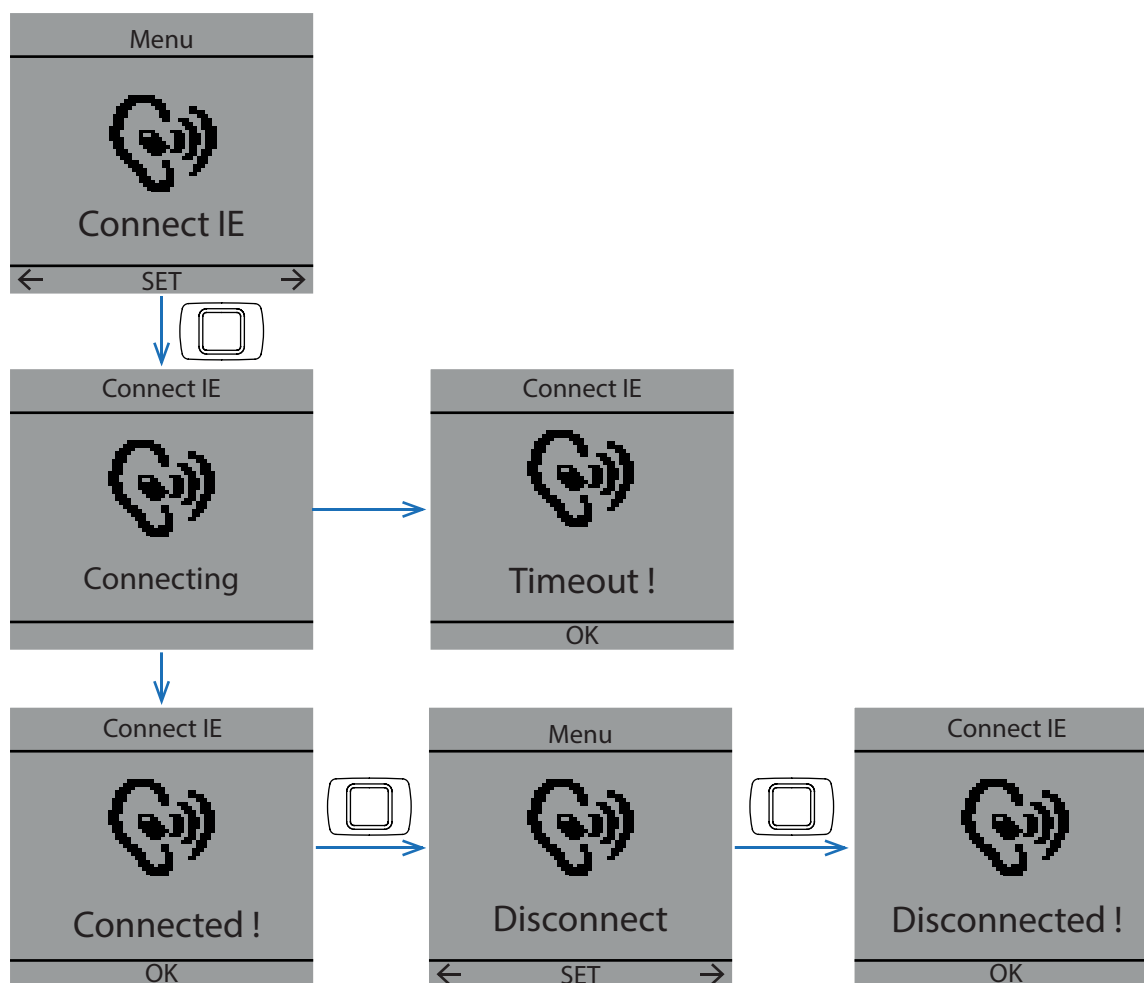 Menu
Connect IE
← SET →
Connect IE
Connecting
Connect IE
Timeout !
OK
Connect IE
Connected !
OK
Menu
Disconnect
← SET →
Connect IE
Disconnected !
OK